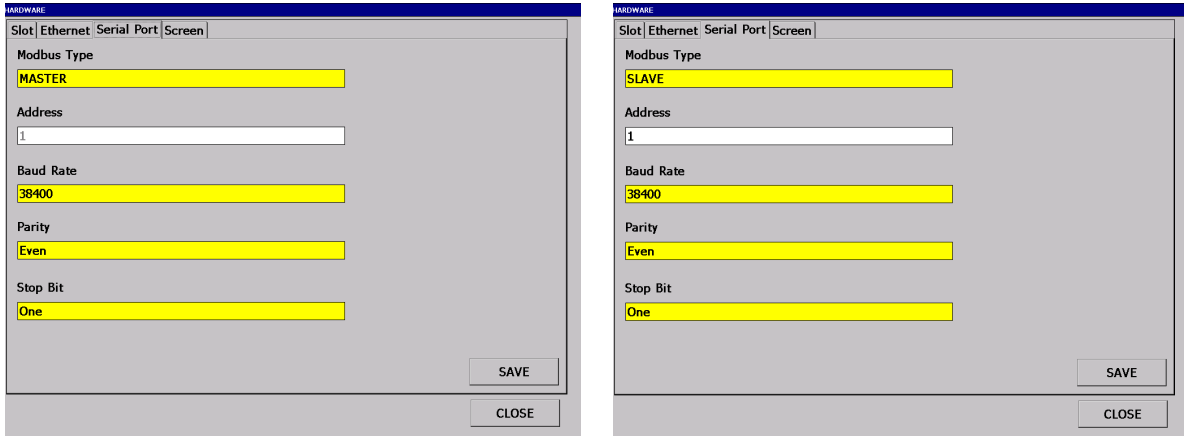 HARDWARE
Slot Ethernet Serial Port Screen
Modbus Type
MASTER
Address
1
Baud Rate
38400
Parity
Even
Stop Bit
One
SAVE
CLOSE
HARDWARE
Slot Ethernet Serial Port Screen
Modbus Type
SLAVE
Address
1
Baud Rate
38400
Parity
Even
Stop Bit
One
SAVE
CLOSE